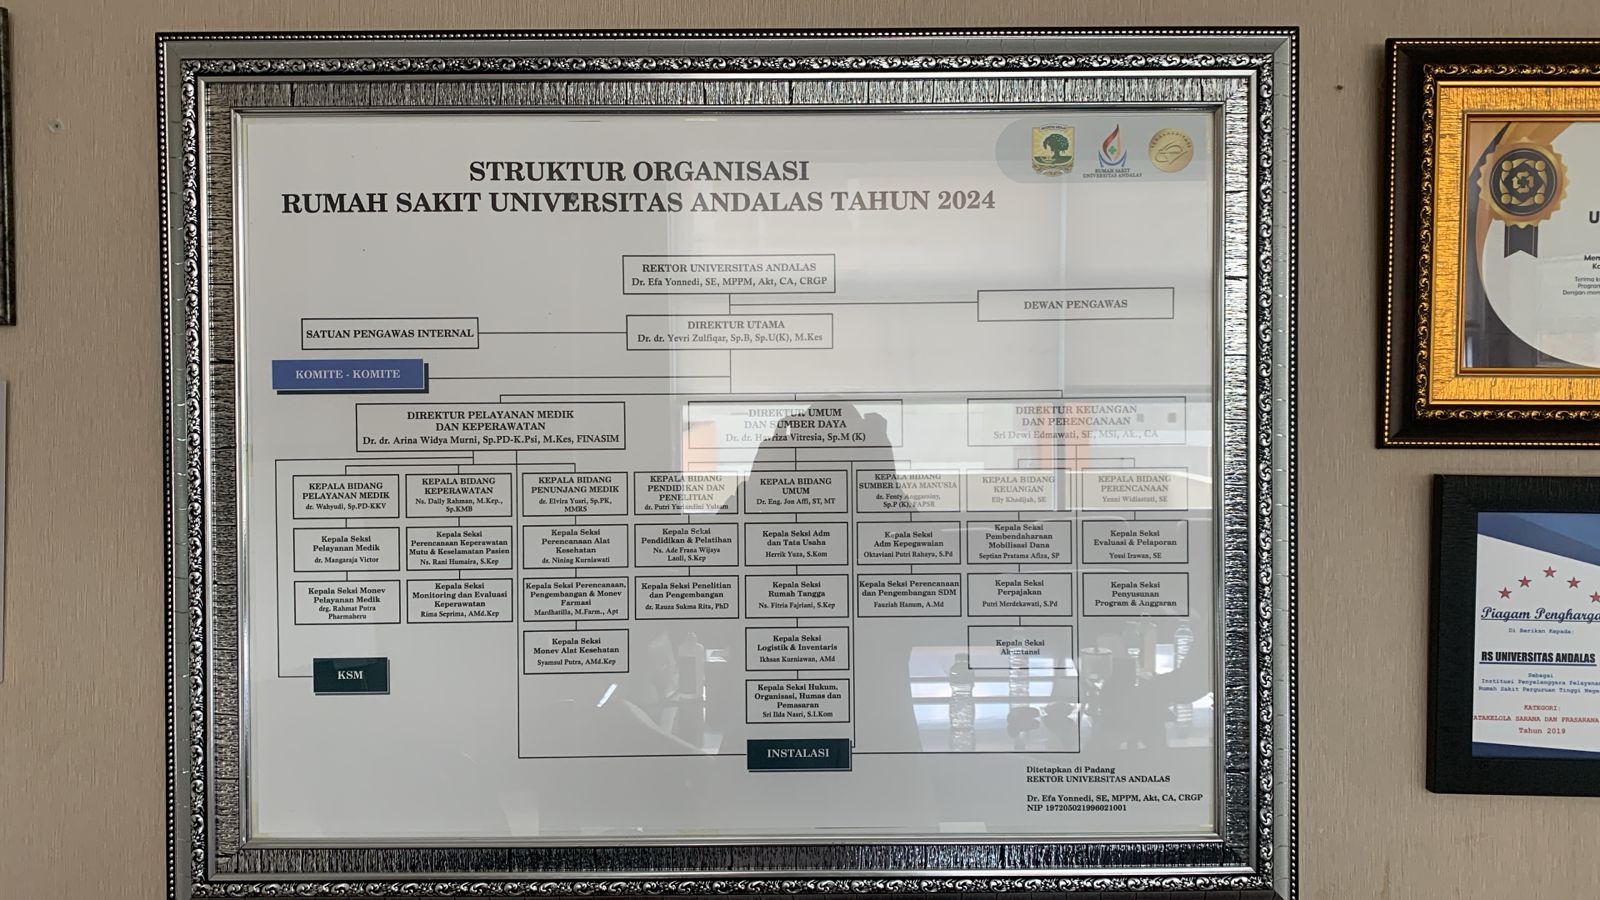 STRUKTUR ORGANISASI
RUMAH SAKIT UNIVERSITAS ANDALAS TAHUN 2024
RUMAH SAKIT
UNIVERSITAS ANDALAS
REKTOR UNIVERSITAS ANDALAS
Dr. Efa Yonnedi, SE, MPPM, Akt, CA, CRGP
DEWAN PENGAWAS
SATUAN PENGAWAS INTERNAL
DIREKTUR UTAMA
Dr. dr. Yevri Zulfiqar, Sp.B, Sp.U(K), M.Kes
KOMITE - KOMITE
DIREKTUR PELAYANAN MEDIK
DAN KEPERAWATAN
Dr. dr. Arina Widya Murni, Sp.PD-K.Psi, M.Kes, FINASIM
DIREKTUR UMUM
DAN SUMBER DAYA
Dr. dr. Havriza Vitresia, Sp.M (K)
DIREKTUR KEUANGAN
DAN PERENCANAAN
Sri Dewi Edmawati, SE, MSi, Ak., CA
KEPALA BIDANG
PELAYANAN MEDIK
dr. Wahyudi, Sp.PD-KKV
KEPALA BIDANG
KEPERAWATAN
Ns. Dally Rahman, M.Kep.,
Sp.KMB
KEPALA BIDANG
PENUNJANG MEDIK
dr. Elvira Yusri, Sp.PK,
MMRS
KEPALA BIDANG
PENDIDIKAN DAN
PENELITIAN
dr. Putri Yuriandini Yulsam
KEPALA BIDANG
UMUM
Dr. Eng. Jon Affi, ST, MT
KEPALA BIDANG
SUMBER DAYA MANUSIA
dr. Fenty Anggrainy,
Sp.P (K), FAPSR
KEPALA BIDANG
KEUANGAN
Elly Khadijah, SE
KEPALA BIDANG
PERENCANAAN
Yenni Widiastuti, SE
Kepala Seksi
Pelayanan Medik
dr. Mangaraja Victor
Kepala Seksi
Perencanaan Keperawatan
Mutu & Keselamatan Pasien
Ns. Rani Humaira, S.Kep
Kepala Seksi
Perencanaan Alat
Kesehatan
dr. Nining Kurniawati
Kepala Seksi
Pendidikan & Pelatihan
Ns. Ade Frana Wijaya
Laoli, S.Kep
Kepala Seksi Adm
dan Tata Usaha
Herrik Yuza, S.Kom
Kepala Seksi
Adm Kepegawaian
Oktaviani Putri Rahayu, S.Pd
Kepala Seksi
Pembendaharaan
Mobilisasi Dana
Septian Pratama Afiza, SP
Kepala Seksi
Evaluasi & Pelaporan
Yossi Irawan, SE
Kepala Seksi Monev
Pelayanan Medik
drg. Rahmat Putra
Pharmaheru
Kepala Seksi
Monitoring dan Evaluasi
Keperawatan
Rima Seprima, AMd.Kep
Kepala Seksi Perencanaan,
Pengembangan & Monev
Farmasi
Mardhatilla, M.Farm., Apt
Kepala Seksi Penelitian
dan Pengembangan
dr. Rauza Sukma Rita, PhD
Kepala Seksi
Rumah Tangga
Ns. Fitria Fajriani, S.Kep
Kepala Seksi Perencanaan
dan Pengembangan SDM
Fauziah Hanum, A.Md
Kepala Seksi
Perpajakan
Putri Merdekawati, S.Pd
Kepala Seksi
Penyusunan
Program & Anggaran
Kepala Seksi
Monev Alat Kesehatan
Syamsul Putra, AMd.Kep
Kepala Seksi
Logistik & Inventaris
Ikhsan Kurniawan, AMd
Kepala Seksi
Akuntansi
KSM
Kepala Seksi Hukum,
Organisasi, Humas dan
Pemasaran
Sri Ilda Nasri, S.I.Kom
INSTALASI
Ditetapkan di Padang
REKTOR UNIVERSITAS ANDALAS
Dr. Efa Yonnedi, SE, MPPM, Akt, CA, CRGP
NIP 197205021996021001
Terima k
Program
Dengan mem
Piagam Pengharga
Di Berikan Kepada:
RS UNIVERSITAS ANDALAS
Sebagai
Institusi Penyelenggara Pelayana
Rumah Sakit Perguruan Tinggi Nege
KATEGORI:
ATAKELOLA SARANA DAN PRASARANA
Tahun 2019